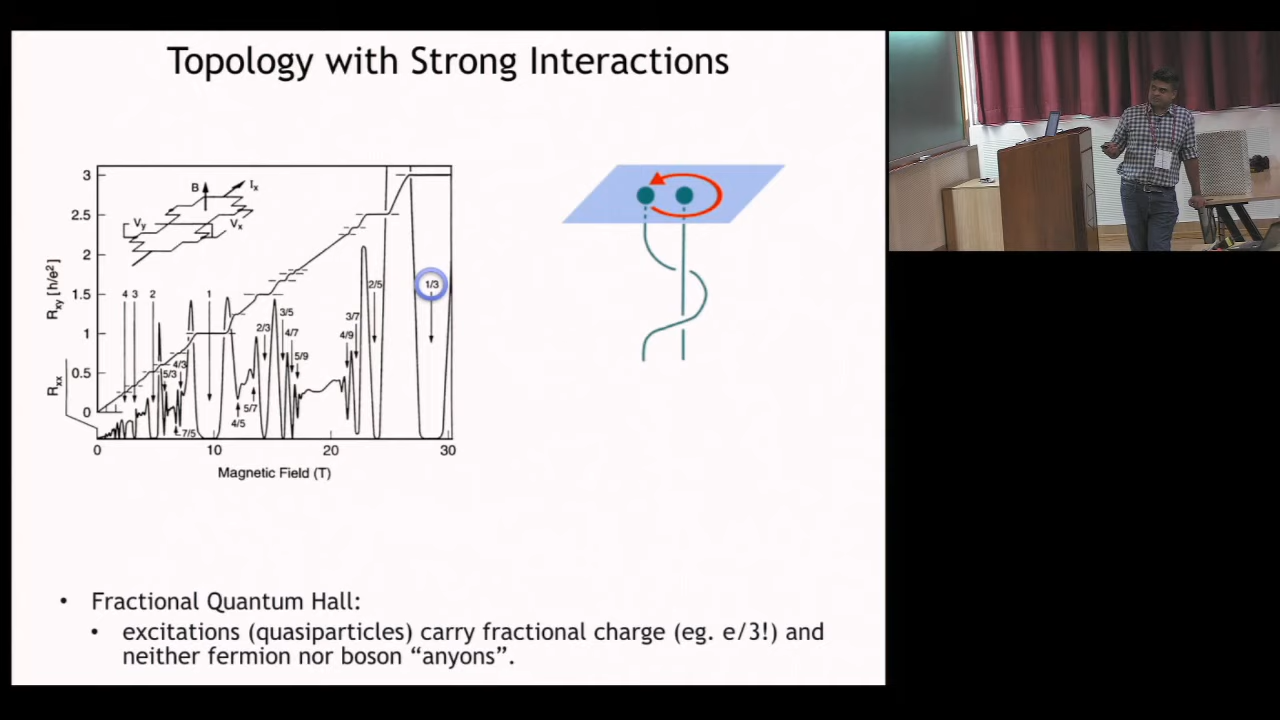 Topology with Strong Interactions
3
2.5
2
1.5
1
0.5
0
Rxy [h/e²]
Rxx
B
Ix
Vy
Vx
4 3 2 1
5/3
4/3
7/5
4/5
5/7
2/3
3/5
4/7
5/9
4/9
3/7
2/5
1/3
0 10 20 30
Magnetic Field (T)
• Fractional Quantum Hall:
• excitations (quasiparticles) carry fractional charge (eg. e/3!) and
neither fermion nor boson “anyons”.